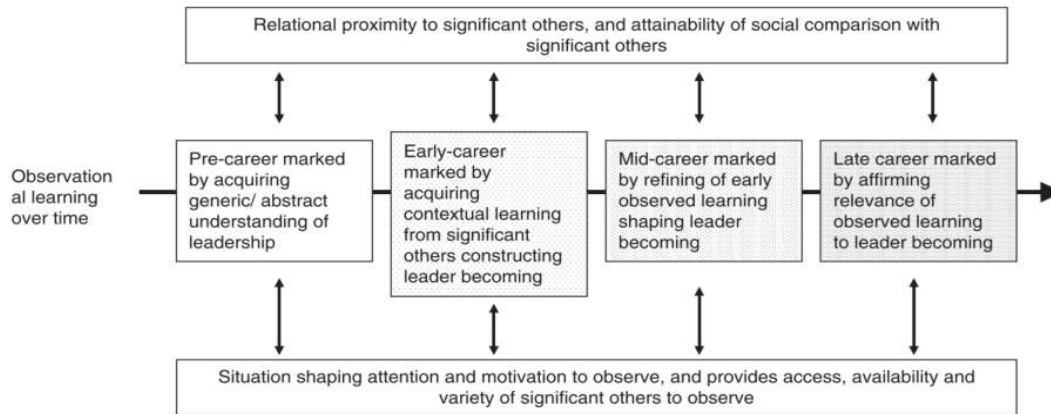 Relational proximity to significant others, and attainability of social comparison with
significant others
Observation
al learning
over time
Pre-career marked
by acquiring
generic/ abstract
understanding of
leadership
Early-career
marked by
acquiring
contextual learning
from significant
others constructing
leader becoming
Mid-career marked
by refining of early
observed learning
shaping leader
becoming
Late career marked
by affirming
relevance of
observed learning
to leader becoming
Situation shaping attention and motivation to observe, and provides access, availability and
variety of significant others to observe